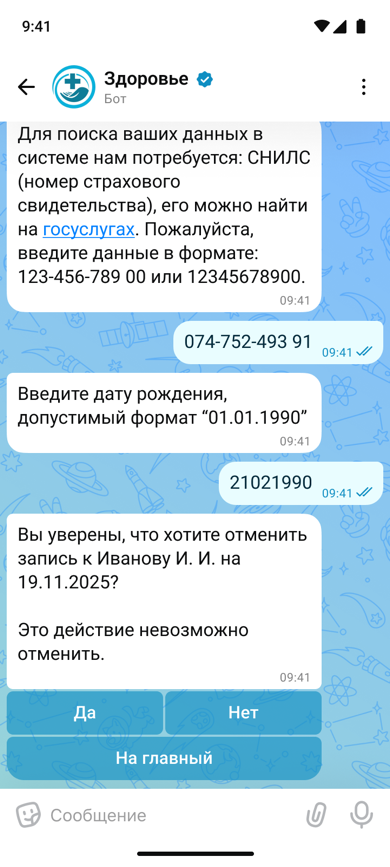 9:41
Здоровье
Бот
Для поиска ваших данных в
системе нам потребуется: СНИЛС
(номер страхового
свидетельства), его можно найти
на госуслугах. Пожалуйста,
введите данные в формате:
123-456-789 00 или 12345678900.
09:41
074-752-493 91
09:41
Введите дату рождения,
допустимый формат “01.01.1990”
09:41
21021990
09:41
Вы уверены, что хотите отменить
запись к Иванову И. И. на
19.11.2025?
Это действие невозможно
отменить.
09:41
Да
Нет
На главный
Сообщение